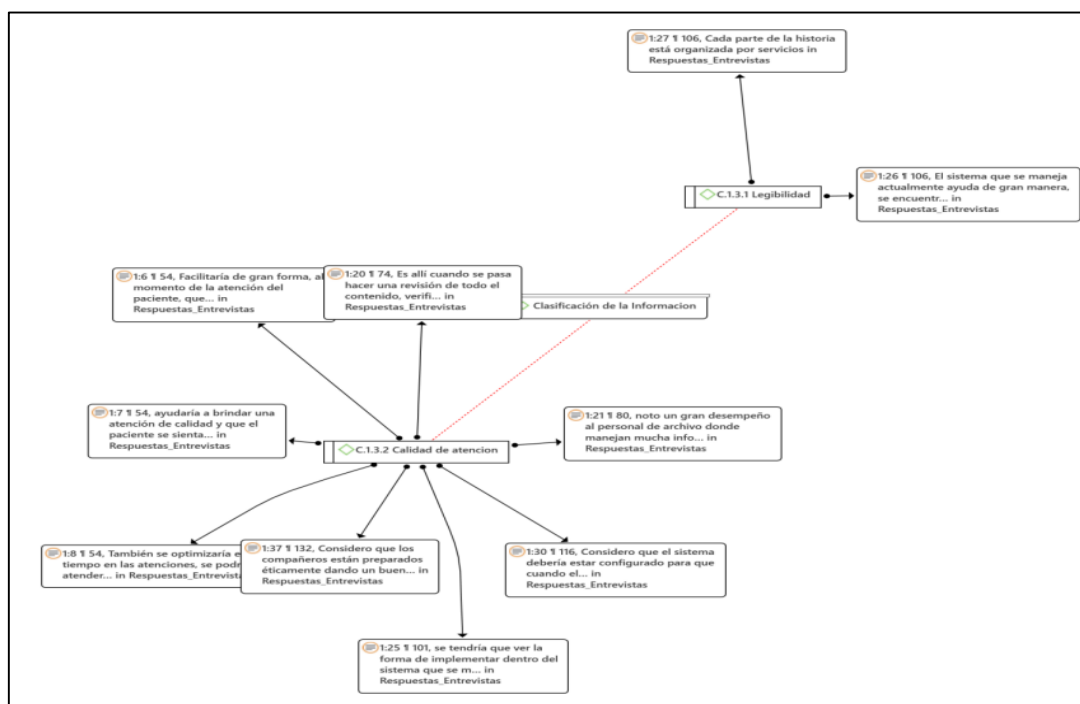 1:27 ¶ 106, Cada parte de la historia
está organizada por servicios in
Respuestas_Entrevistas
1:26 ¶ 106, El sistema que se maneja
actualmente ayuda de gran manera,
se encuentr... in
Respuestas_Entrevistas
C.1.3.1 Legibilidad
1:6 ¶ 54, Facilitaría de gran forma, al
momento de la atención del
paciente, que... in
Respuestas_Entrevistas
1:20 ¶ 74, Es allí cuando se pasa
hacer una revisión de todo el
contenido, verifi... in
Respuestas_Entrevistas
Clasificación de la Informacion
1:7 ¶ 54, ayudaría a brindar una
atención de calidad y que el
paciente se sienta... in
Respuestas_Entrevistas
1:21 ¶ 80, noto un gran desempeño
al personal de archivo donde
manejan mucha info... in
Respuestas_Entrevistas
C.1.3.2 Calidad de atencion
1:8 ¶ 54, También se optimizaría e
tiempo en las atenciones, se podr
atender... in Respuestas_Entrevista
1:37 ¶ 132, Considero que los
compañeros están preparados
éticamente dando un buen... in
Respuestas_Entrevistas
1:30 ¶ 116, Considero que el sistema
debería estar configurado para que
cuando el... in
Respuestas_Entrevistas
1:25 ¶ 101, se tendría que ver la
forma de implementar dentro del
sistema que se m... in
Respuestas_Entrevistas